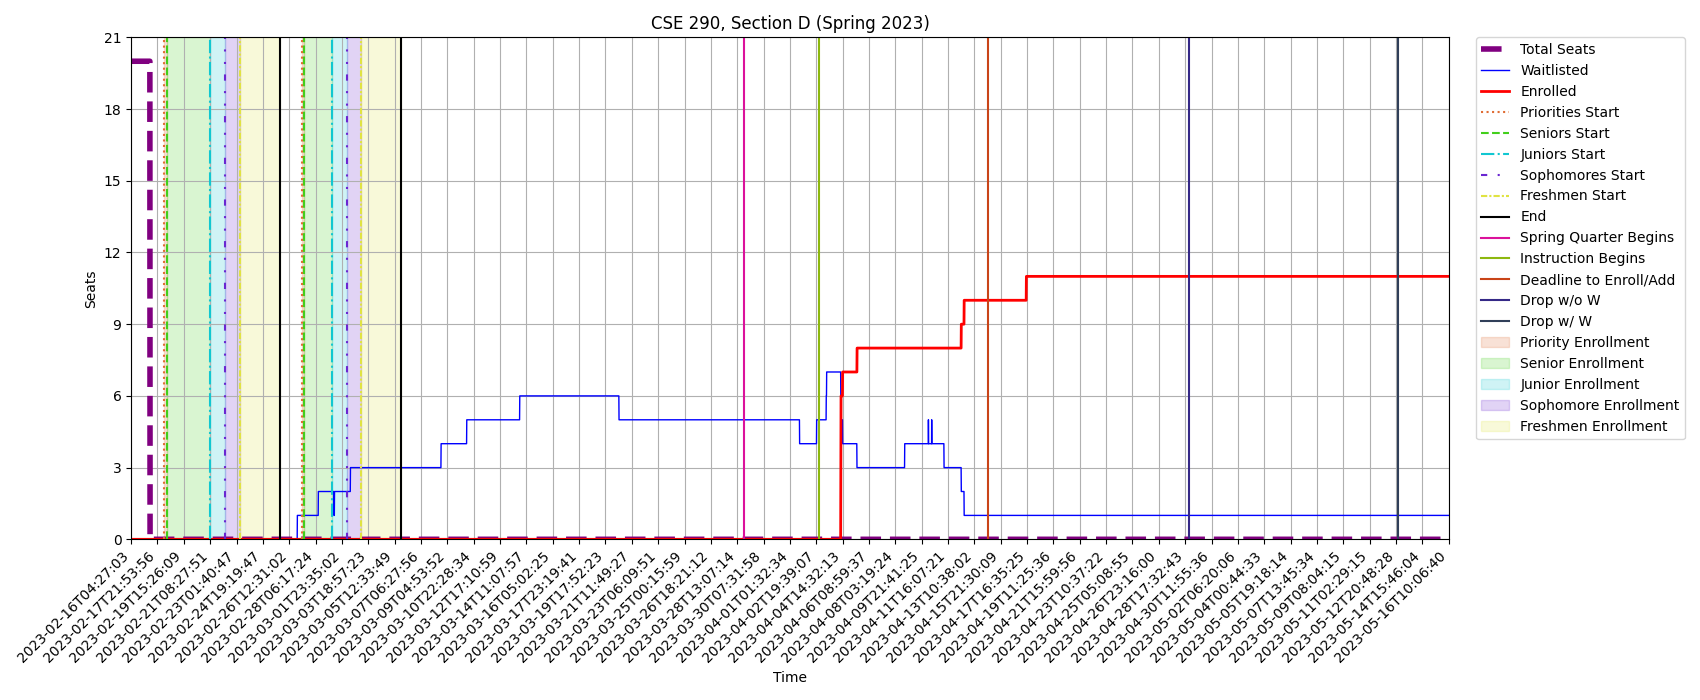 CSE 290, Section D (Spring 2023)
21
18
15
12
9
6
3
0
Seats
2023-02-16T04:27:03
2023-02-17T21:53:56
2023-02-19T15:26:09
2023-02-21T08:27:51
2023-02-23T01:40:47
2023-02-24T19:19:47
2023-02-26T12:31:02
2023-02-28T06:17:24
2023-03-01T23:35:02
2023-03-03T18:57:23
2023-03-05T12:33:49
2023-03-07T06:27:56
2023-03-09T04:53:52
2023-03-10T22:28:34
2023-03-12T17:10:59
2023-03-14T11:07:57
2023-03-16T05:02:25
2023-03-17T23:19:41
2023-03-19T17:52:23
2023-03-21T11:49:27
2023-03-23T06:09:51
2023-03-25T00:15:59
2023-03-26T18:21:12
2023-03-28T13:07:14
2023-03-30T07:31:58
2023-04-01T01:32:34
2023-04-02T19:39:07
2023-04-04T14:32:13
2023-04-06T08:59:37
2023-04-08T03:19:24
2023-04-09T21:41:25
2023-04-11T16:07:21
2023-04-13T10:38:02
2023-04-15T21:30:09
2023-04-17T16:35:25
2023-04-19T11:25:36
2023-04-21T15:59:56
2023-04-23T10:37:22
2023-04-25T05:08:55
2023-04-26T23:16:00
2023-04-28T17:32:43
2023-04-30T11:55:36
2023-05-02T06:20:06
2023-05-04T00:44:33
2023-05-05T19:18:14
2023-05-07T13:45:34
2023-05-09T08:04:15
2023-05-11T02:29:15
2023-05-12T20:48:28
2023-05-14T15:46:04
2023-05-16T10:06:40
Time
Total Seats
Waitlisted
Enrolled
Priorities Start
Seniors Start
Juniors Start
Sophomores Start
Freshmen Start
End
Spring Quarter Begins
Instruction Begins
Deadline to Enroll/Add
Drop w/o W
Drop w/ W
Priority Enrollment
Senior Enrollment
Junior Enrollment
Sophomore Enrollment
Freshmen Enrollment